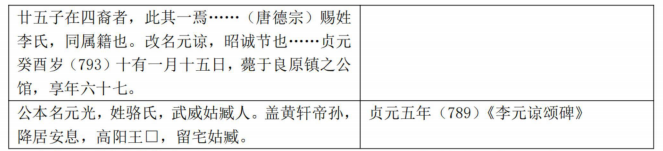 廿五子在四裔者，此其一焉……（唐德宗）赐姓
李氏，同属籍也。改名元谅，昭诚节也……贞元
癸酉岁（793）十有一月十五日，薨于良原镇之公
馆，享年六十七。
公本名元光，姓骆氏，武威姑臧人。盖黄轩帝孙，
降居安息，高阳王□，留宅姑臧。
贞元五年（789）《李元谅颂碑》